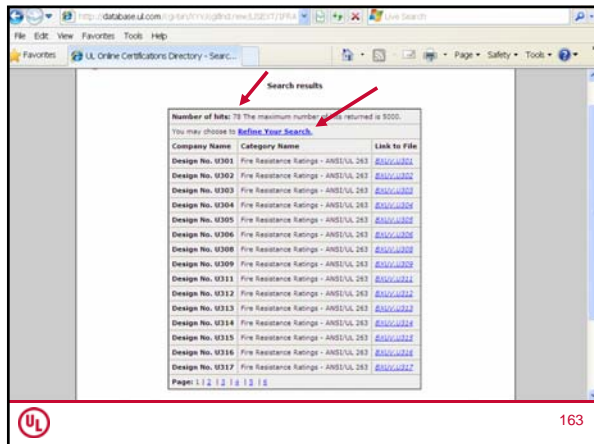 http://database.ul.com/cgi-bin/XYV/cgifind.new/LISEXT/1FRA
Live Search
File Edit View Favorites Tools Help
Favorites UL Online Certifications Directory - Searc...
Page Safety Tools
Search results
Number of hits: 78 The maximum number of hits returned is 5000.
You may choose to Refine Your Search.
Company Name Category Name Link to File
Design No. U301 Fire Resistance Ratings - ANSI/UL 263 BXUV.U301
Design No. U302 Fire Resistance Ratings - ANSI/UL 263 BXUV.U302
Design No. U303 Fire Resistance Ratings - ANSI/UL 263 BXUV.U303
Design No. U304 Fire Resistance Ratings - ANSI/UL 263 BXUV.U304
Design No. U305 Fire Resistance Ratings - ANSI/UL 263 BXUV.U305
Design No. U306 Fire Resistance Ratings - ANSI/UL 263 BXUV.U306
Design No. U308 Fire Resistance Ratings - ANSI/UL 263 BXUV.U308
Design No. U309 Fire Resistance Ratings - ANSI/UL 263 BXUV.U309
Design No. U311 Fire Resistance Ratings - ANSI/UL 263 BXUV.U311
Design No. U312 Fire Resistance Ratings - ANSI/UL 263 BXUV.U312
Design No. U313 Fire Resistance Ratings - ANSI/UL 263 BXUV.U313
Design No. U314 Fire Resistance Ratings - ANSI/UL 263 BXUV.U314
Design No. U315 Fire Resistance Ratings - ANSI/UL 263 BXUV.U315
Design No. U316 Fire Resistance Ratings - ANSI/UL 263 BXUV.U316
Design No. U317 Fire Resistance Ratings - ANSI/UL 263 BXUV.U317
Page: 1 | 2 | 3 | 4 | 5 | 6
UL
163